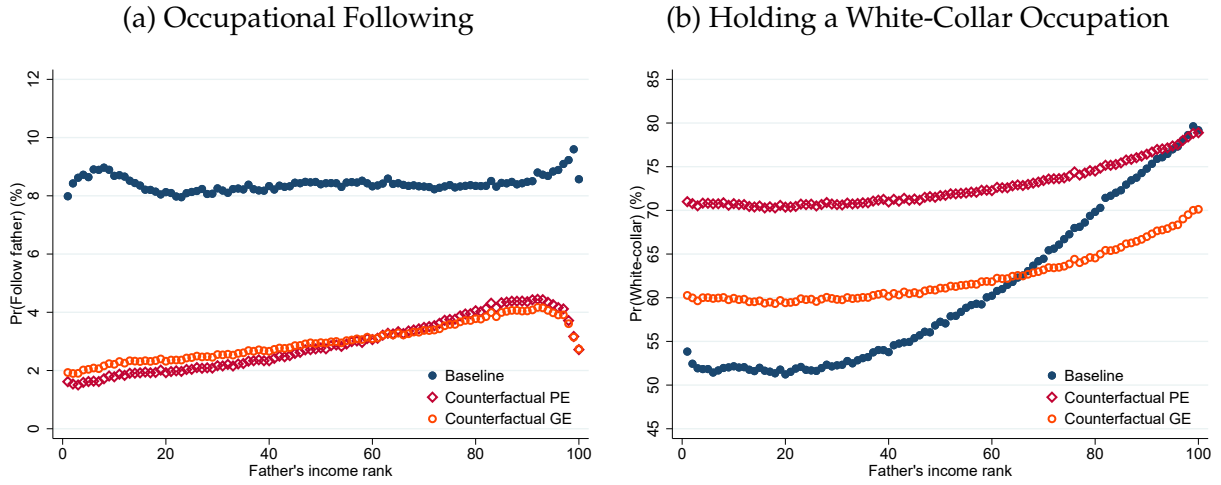 (a) Occupational Following
Pr(Follow father) (%)
12
10
8
6
4
2
0
Baseline
Counterfactual PE
Counterfactual GE
0 20 40 60 80 100
Father's income rank
(b) Holding a White-Collar Occupation
Pr(White-collar) (%)
85
80
75
70
65
60
55
50
45
Baseline
Counterfactual PE
Counterfactual GE
0 20 40 60 80 100
Father's income rank